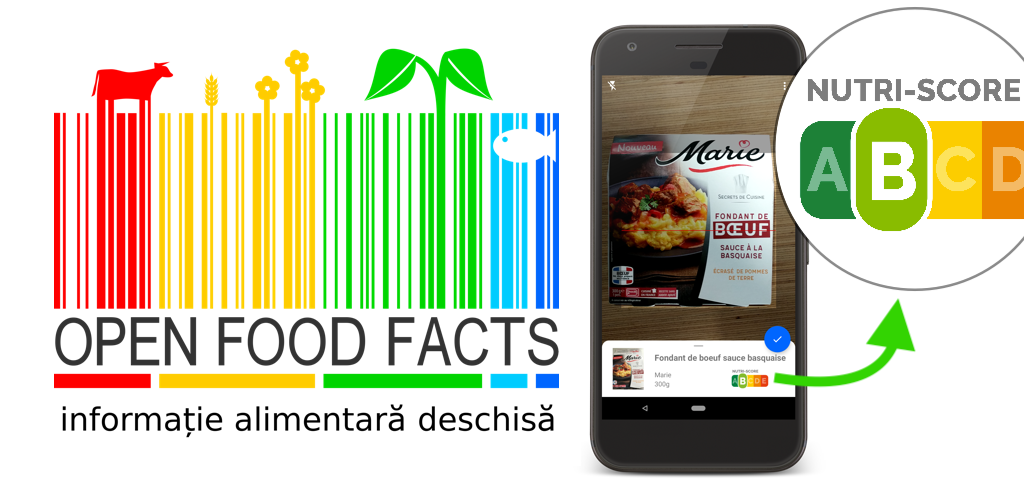 OPEN FOOD FACTS
informație alimentară deschisă
Nouveau
Marie
SECRETS DE CUISINE
FONDANT DE
BŒUF
SAUCE À LA
BASQUAISE
ÉCRASÉ DE POMMES
DE TERRE
Fondant de boeuf sauce basquaise
Marie
300g
NUTRI-SCORE
A B C D E
NUTRI-SCORE
A B C D